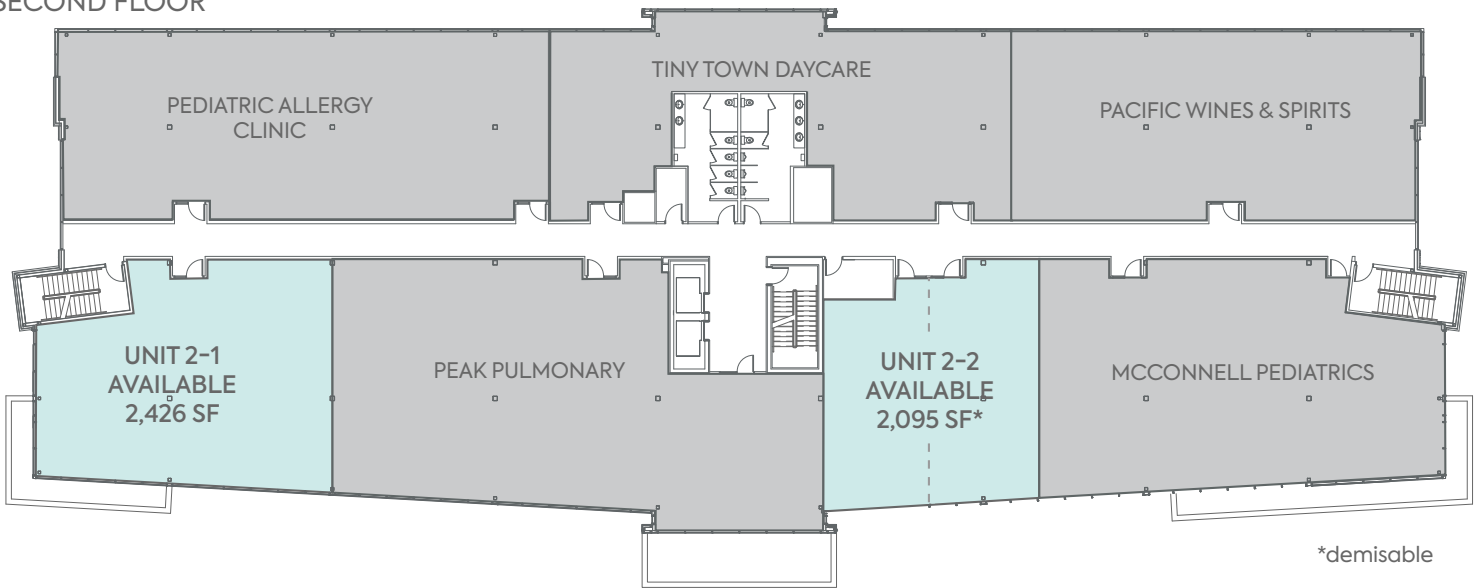 SECOND FLOOR
TINY TOWN DAYCARE
PEDIATRIC ALLERGY
CLINIC
PACIFIC WINES & SPIRITS
UNIT 2-1
AVAILABLE
2,426 SF
PEAK PULMONARY
UNIT 2-2
AVAILABLE
2,095 SF*
MCCONNELL PEDIATRICS
*demisable